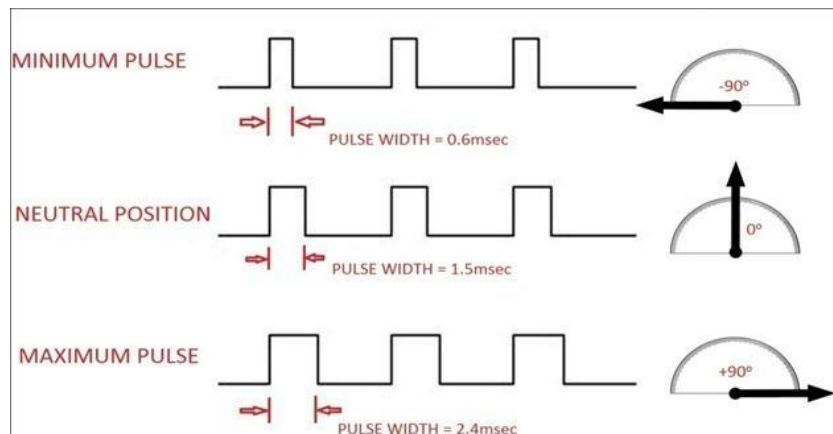 MINIMUM PULSE
-90°
PULSE WIDTH = 0.6msec
NEUTRAL POSITION
0°
PULSE WIDTH = 1.5msec
MAXIMUM PULSE
+90°
PULSE WIDTH = 2.4msec